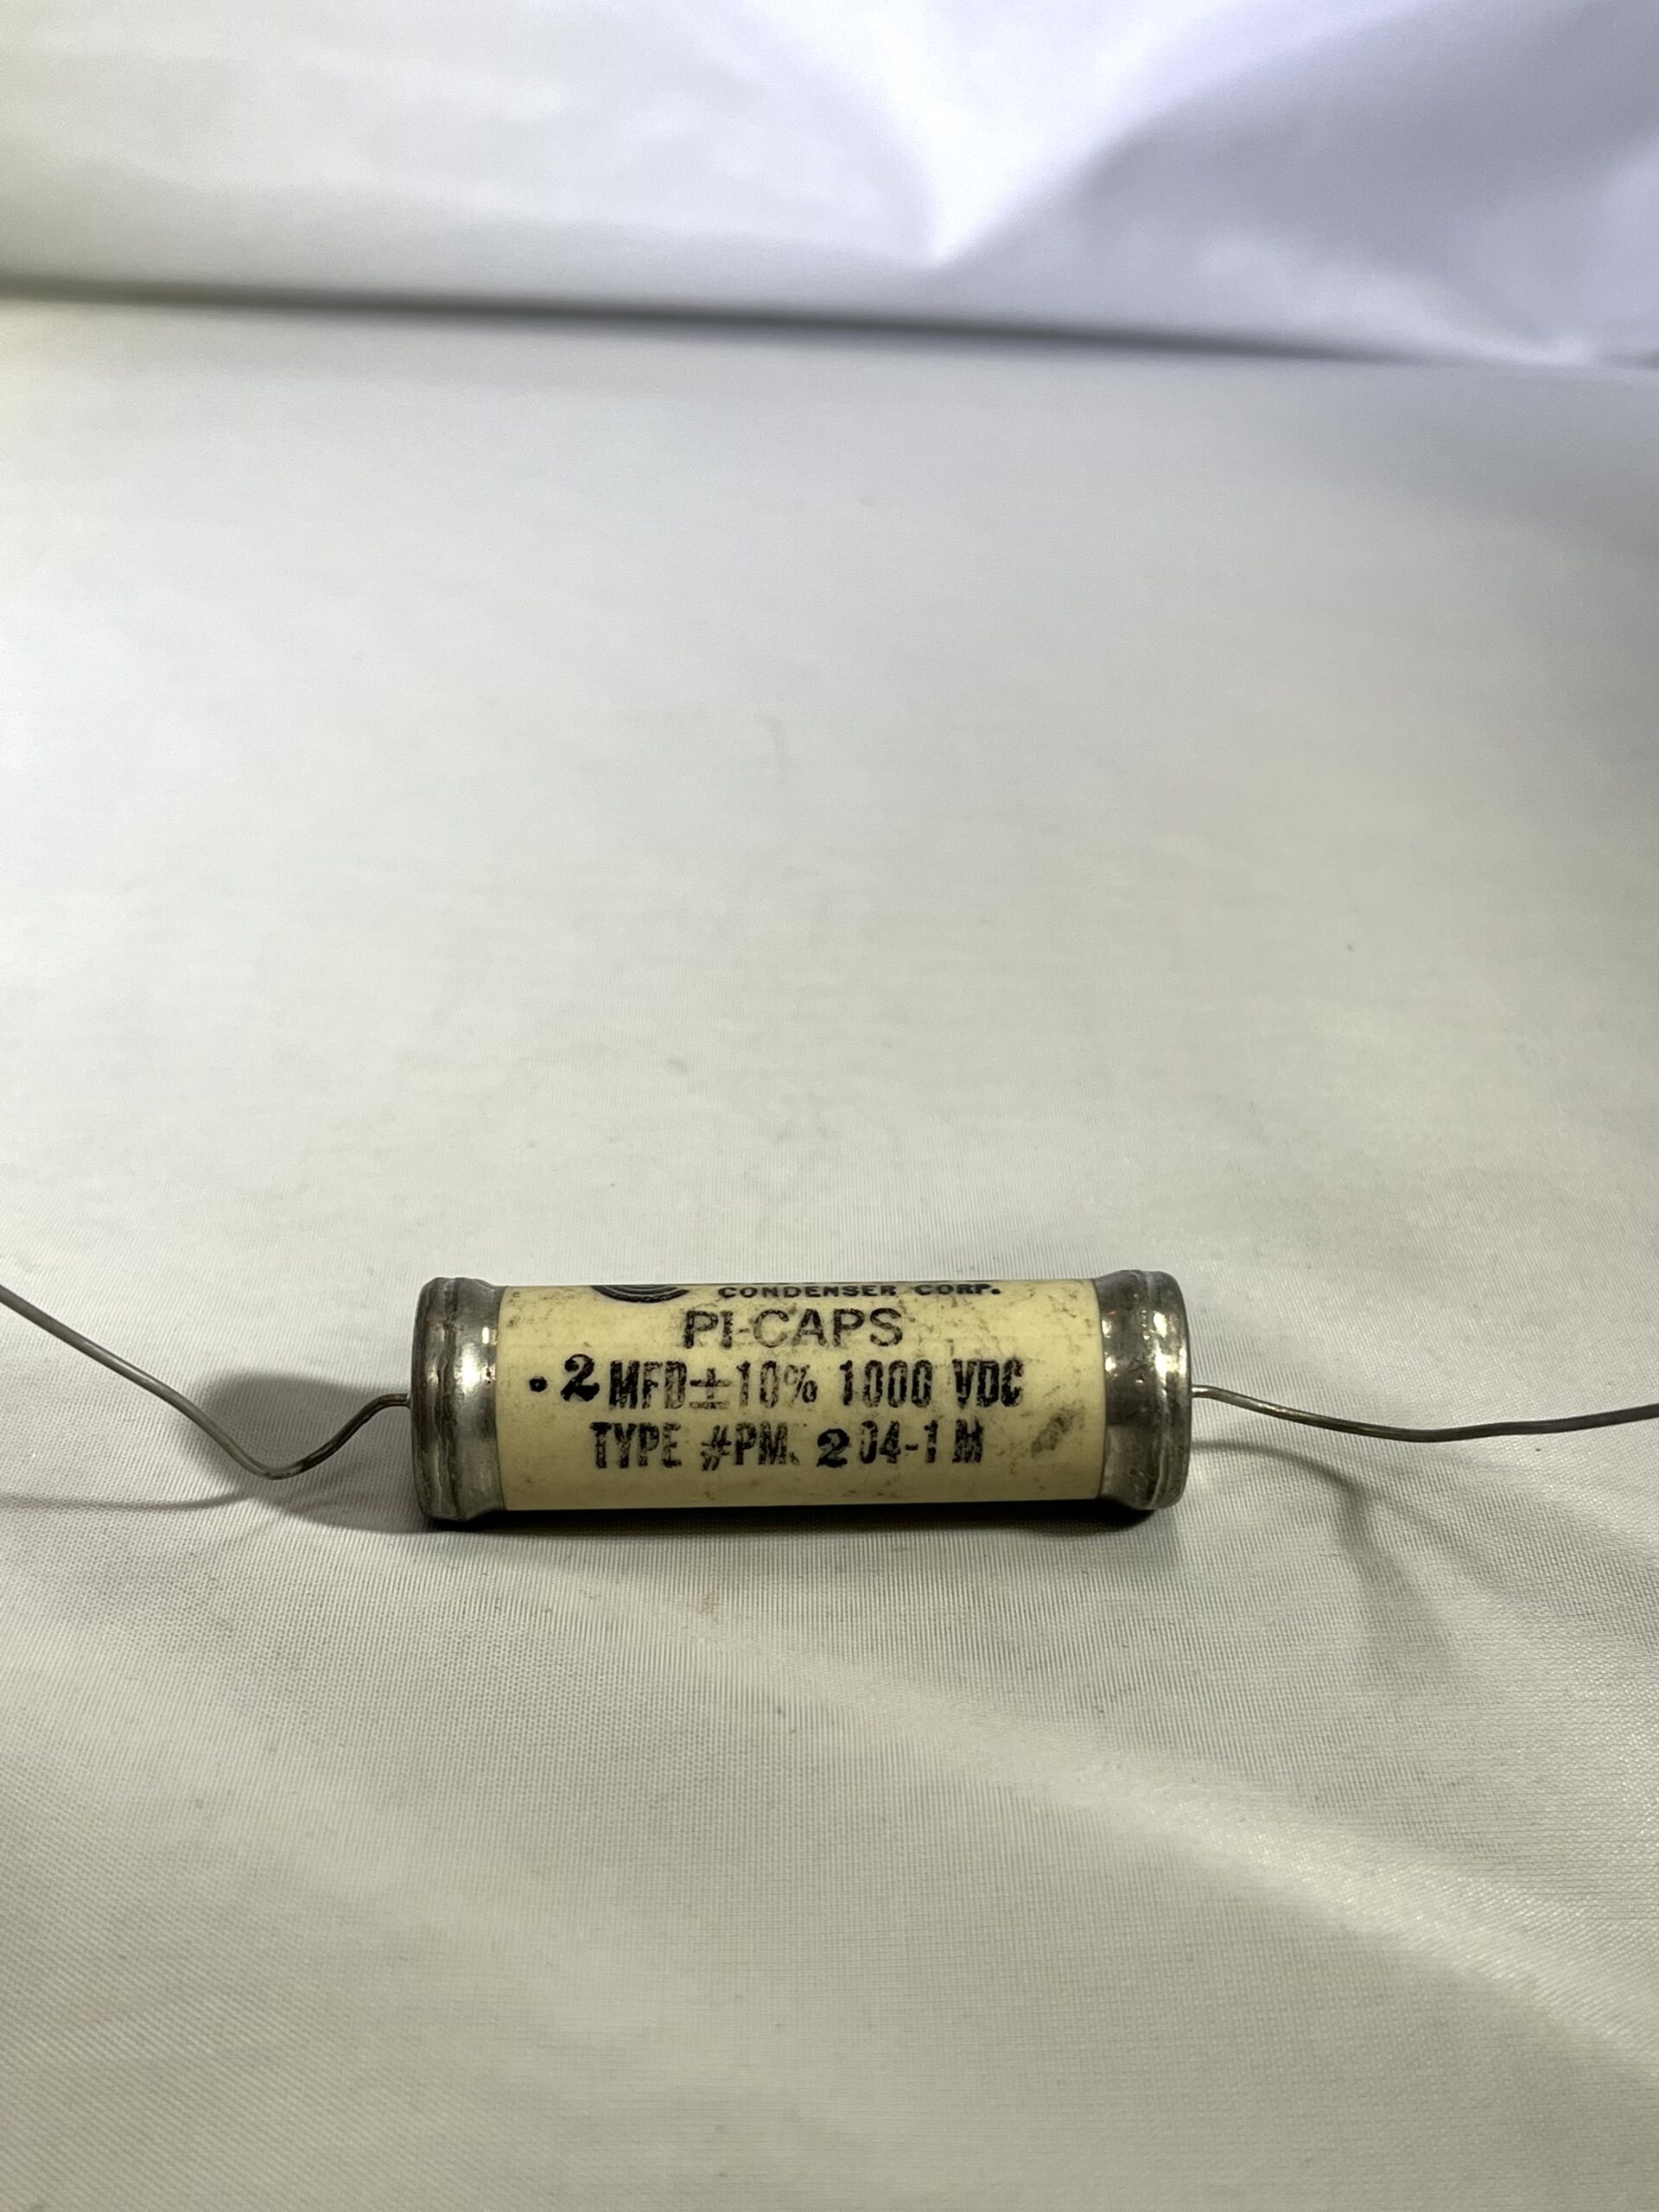 CONDENSER CORP.
PI-CAPS
.2 MFD±10% 1000 VDC
TYPE #PM. 204-1M